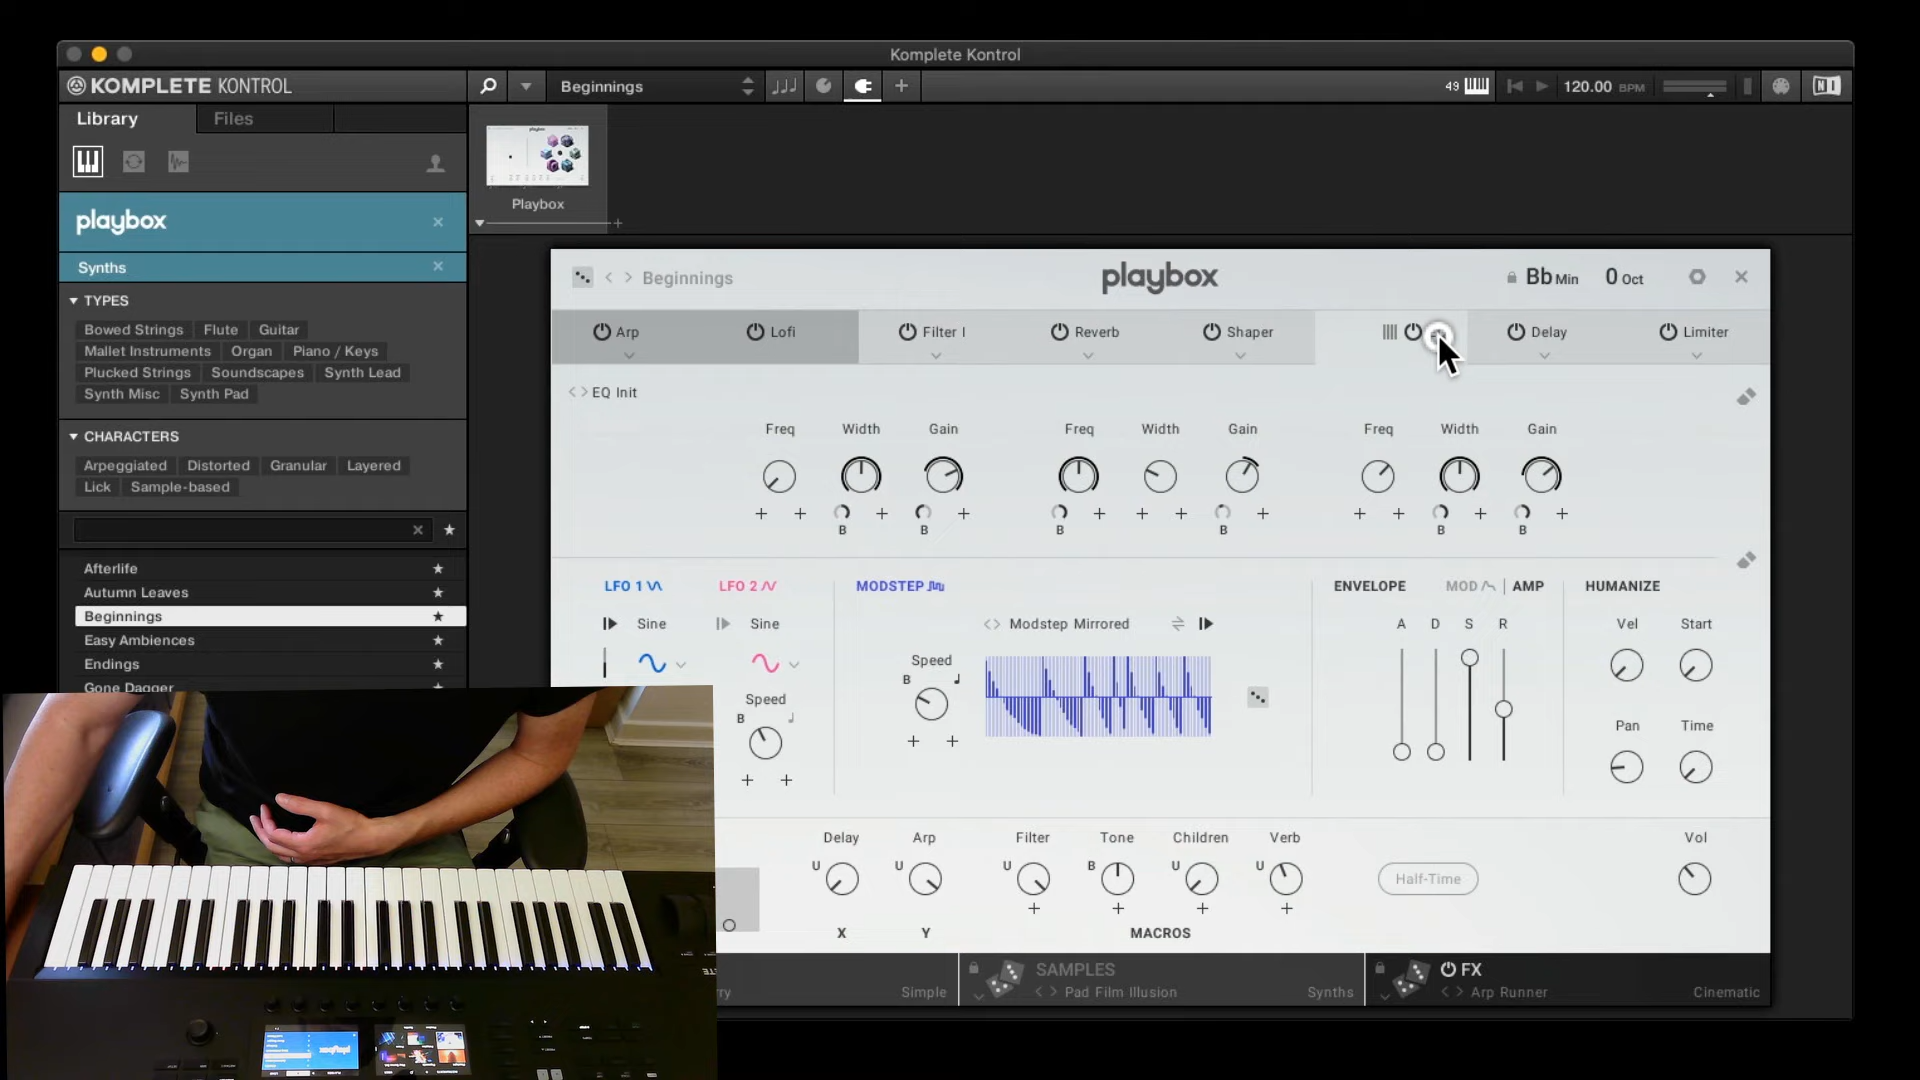 Komplete Kontrol
KOMPLETE KONTROL
Beginnings
49
120.00 BPM
Library
Files
playbox
Synths
TYPES
Bowed Strings Flute Guitar
Mallet Instruments Organ Piano / Keys
Plucked Strings Soundscapes Synth Lead
Synth Misc Synth Pad
CHARACTERS
Arpeggiated Distorted Granular Layered
Lick Sample-based
Afterlife
Autumn Leaves
Beginnings
Easy Ambiences
Endings
Gone Dagger
Playbox
Beginnings
playbox
Bb Min 0 Oct
Arp Lofi Filter I Reverb Shaper Delay Limiter
EQ Init
Freq Width Gain Freq Width Gain Freq Width Gain
B B B B B B
LFO 1 LFO 2 MODSTEP ENVELOPE MOD | AMP HUMANIZE
Sine Sine Modstep Mirrored A D S R Vel Start
Speed
B
Speed
B
Pan Time
Delay Arp Filter Tone Children Verb Vol
U U U B U U
Half-Time
X Y MACROS
SAMPLES
Pad Film Illusion
Simple
Synths
FX
Arp Runner
Cinematic